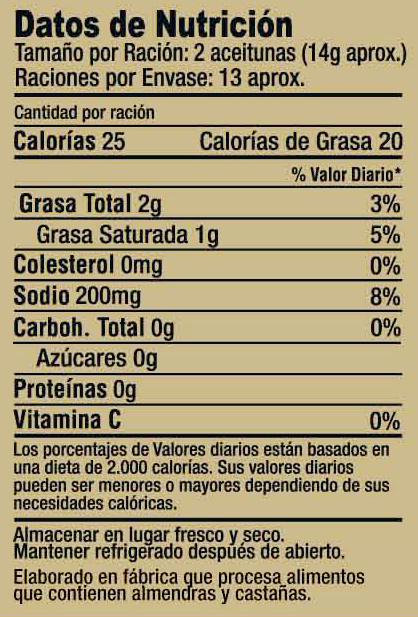 Datos de Nutrición
Tamaño por Ración: 2 aceitunas (14g aprox.)
Raciones por Envase: 13 aprox.
Cantidad por ración
Calorías 25 Calorías de Grasa 20
% Valor Diario*
Grasa Total 2g 3%
Grasa Saturada 1g 5%
Colesterol 0mg 0%
Sodio 200mg 8%
Carboh. Total 0g 0%
Azúcares 0g
Proteínas 0g
Vitamina C 0%
Los porcentajes de Valores diarios están basados en
una dieta de 2.000 calorías. Sus valores diarios
pueden ser menores o mayores dependiendo de sus
necesidades calóricas.
Almacenar en lugar fresco y seco.
Mantener refrigerado después de abierto.
Elaborado en fábrica que procesa alimentos
que contienen almendras y castañas.